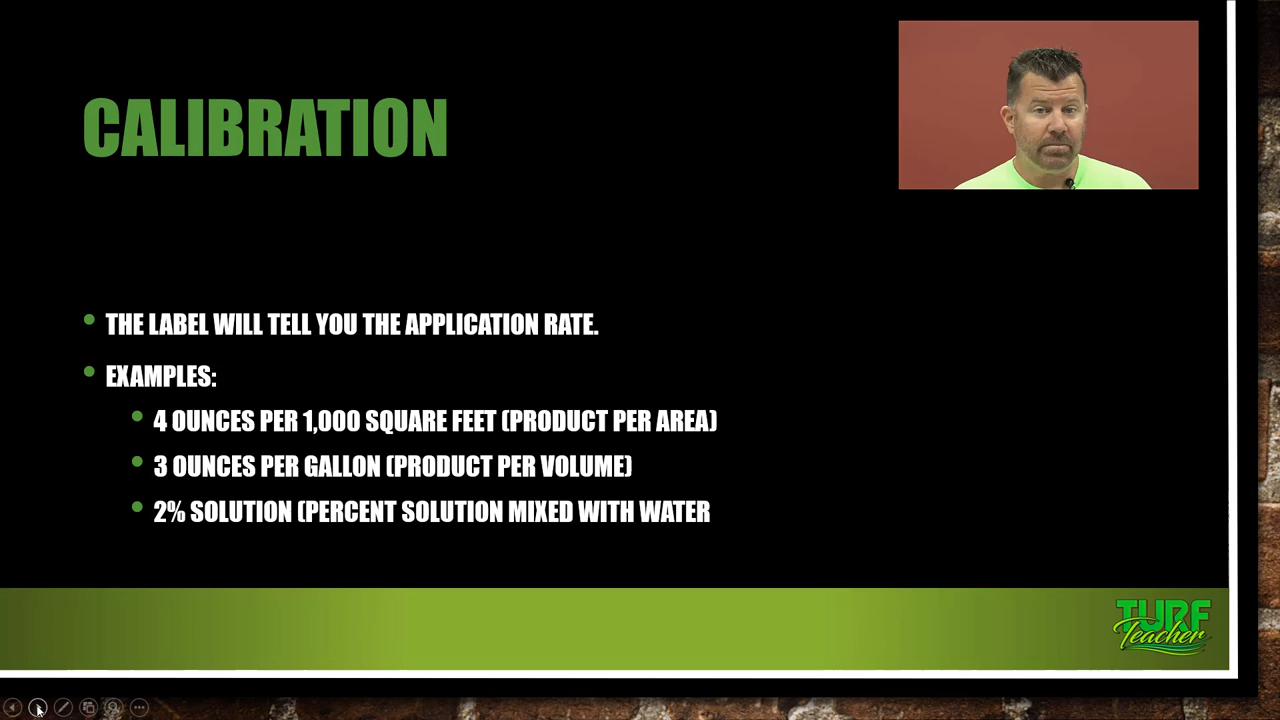 CALIBRATION
THE LABEL WILL TELL YOU THE APPLICATION RATE.
EXAMPLES:
4 OUNCES PER 1,000 SQUARE FEET (PRODUCT PER AREA)
3 OUNCES PER GALLON (PRODUCT PER VOLUME)
2% SOLUTION (PERCENT SOLUTION MIXED WITH WATER
TURF
Teacher